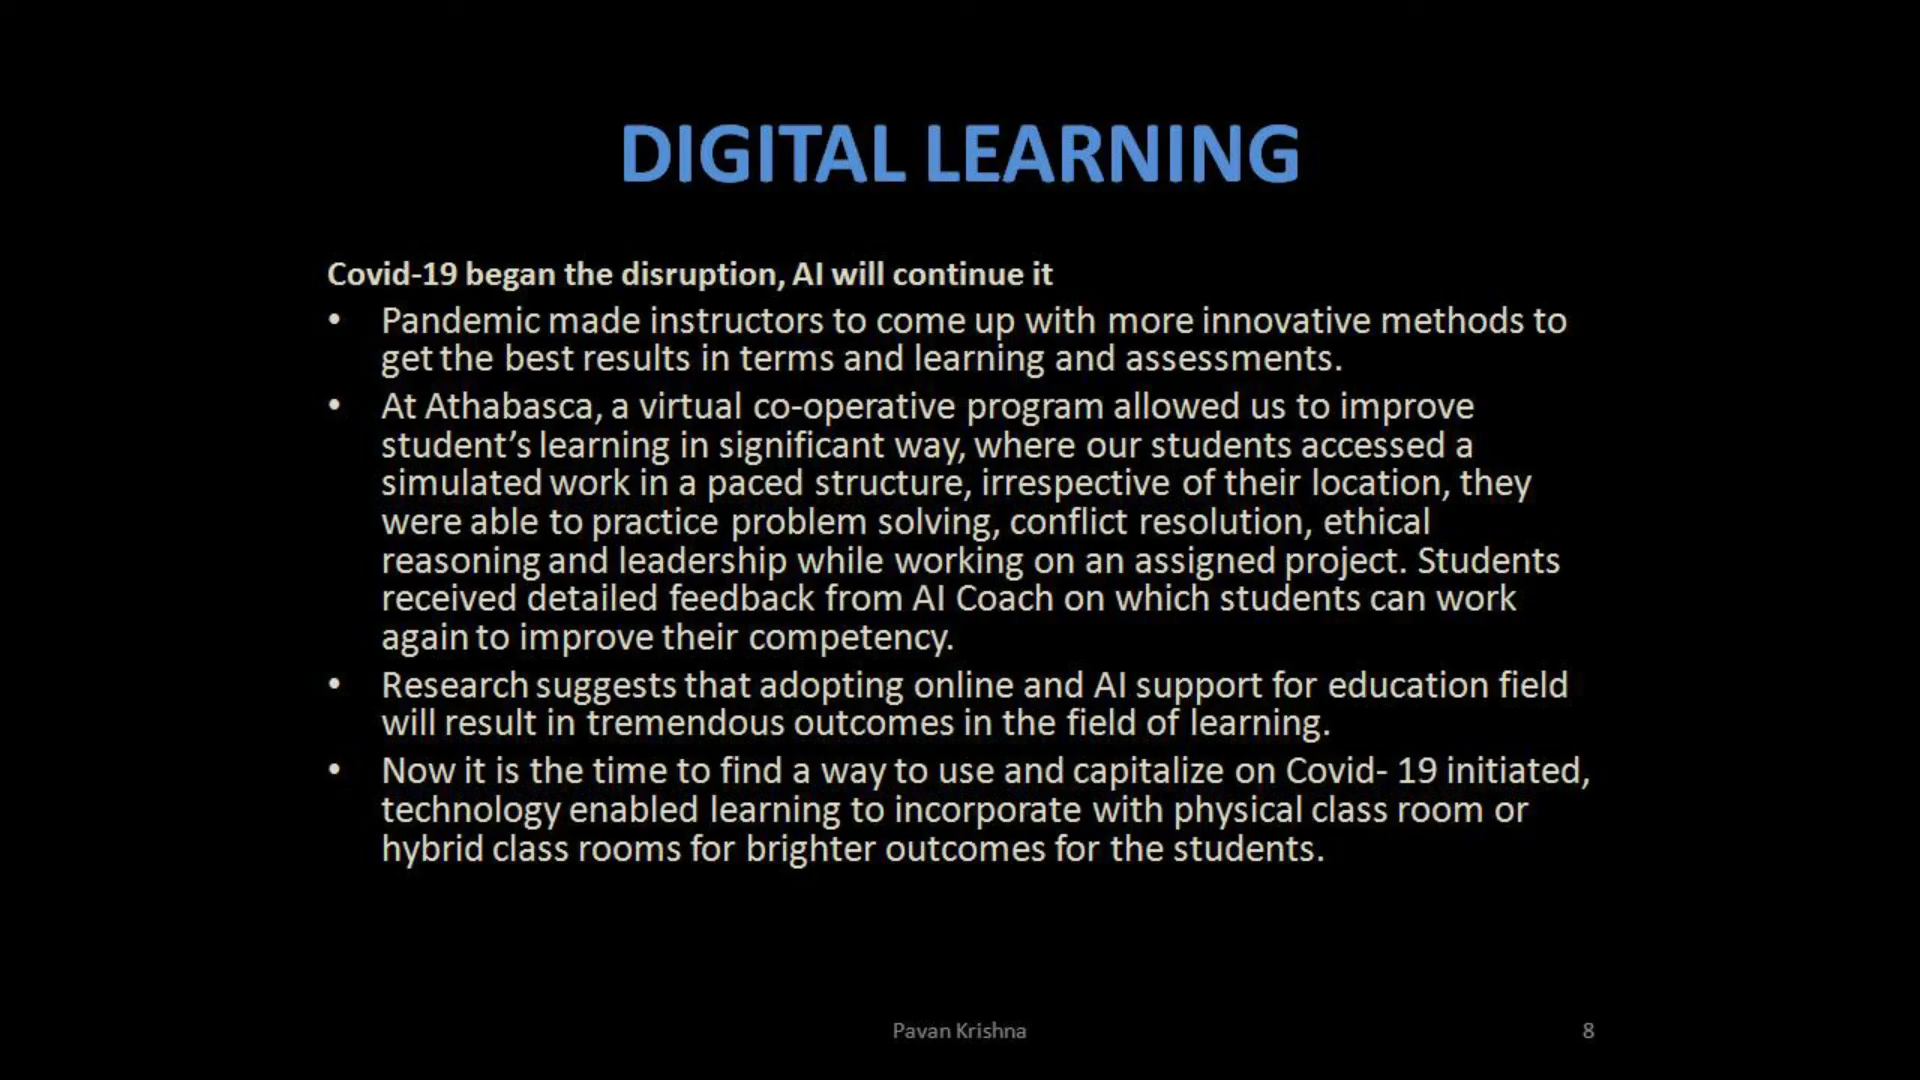 DIGITAL LEARNING
Covid-19 began the disruption, AI will continue it
• Pandemic made instructors to come up with more innovative methods to
get the best results in terms and learning and assessments.
• At Athabasca, a virtual co-operative program allowed us to improve
student’s learning in significant way, where our students accessed a
simulated work in a paced structure, irrespective of their location, they
were able to practice problem solving, conflict resolution, ethical
reasoning and leadership while working on an assigned project. Students
received detailed feedback from AI Coach on which students can work
again to improve their competency.
• Research suggests that adopting online and AI support for education field
will result in tremendous outcomes in the field of learning.
• Now it is the time to find a way to use and capitalize on Covid- 19 initiated,
technology enabled learning to incorporate with physical class room or
hybrid class rooms for brighter outcomes for the students.
Pavan Krishna
8